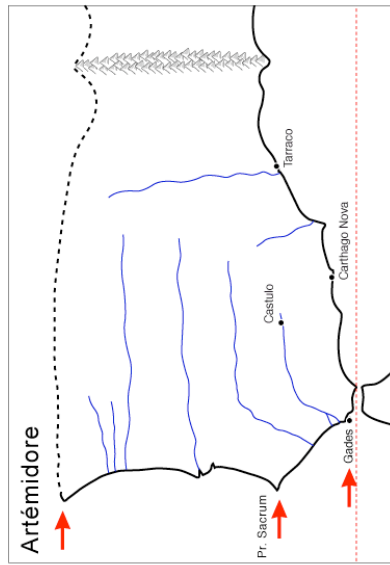 Artémidore
Tarraco
Carthago Nova
Castulo
Gades
Pr. Sacrum